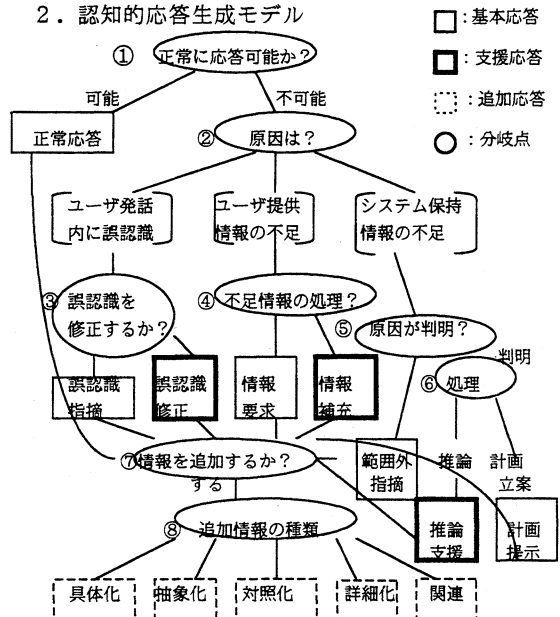 ２．認知的応答生成モデル
：基本応答
：支援応答
：追加応答
：分岐点
① 正常に応答可能か？
可能
不可能
正常応答
② 原因は？
ユーザ発話
内に誤認識
ユーザ提供
情報の不足
システム保持
情報の不足
③ 誤認識を
修正するか？
④ 不足情報の処理？
⑤ 原因が判明？
判明
⑥ 処理
誤認識
指摘
誤認識
修正
情報
要求
情報
補充
⑦ 情報を追加するか？
する
範囲外
指摘
推論
計画
立案
⑧ 追加情報の種類
推論
支援
計画
提示
具体化
抽象化
対照化
詳細化
関連